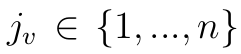 j_v ∈ {1, ..., n}